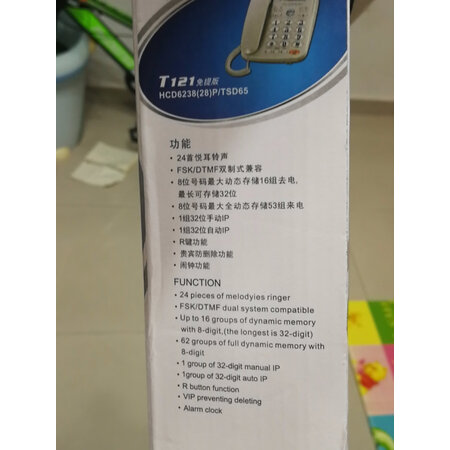 T121免提版
HCD6238(28)P/TSD65
功能
• 24首悦耳铃声
• FSK/DTMF双制式兼容
• 8位号码最大动态存储16组去电,
最长可存储32位
• 8位号码最大全动态存储53组来电
• 1组32位手动IP
• 1组32位自动IP
• R键功能
• 贵宾防删除功能
• 闹钟功能
FUNCTION
• 24 pieces of melodyies ringer
• FSK/DTMF dual system compatible
• Up to 16 groups of dynamic memory
with 8-digit,(the longest is 32-digit)
• 62 groups of full dynamic memory with
8-digit
• 1 group of 32-digit manual IP
• 1group of 32-digit auto IP
• R button function
• VIP preventing deleting
• Alarm clock